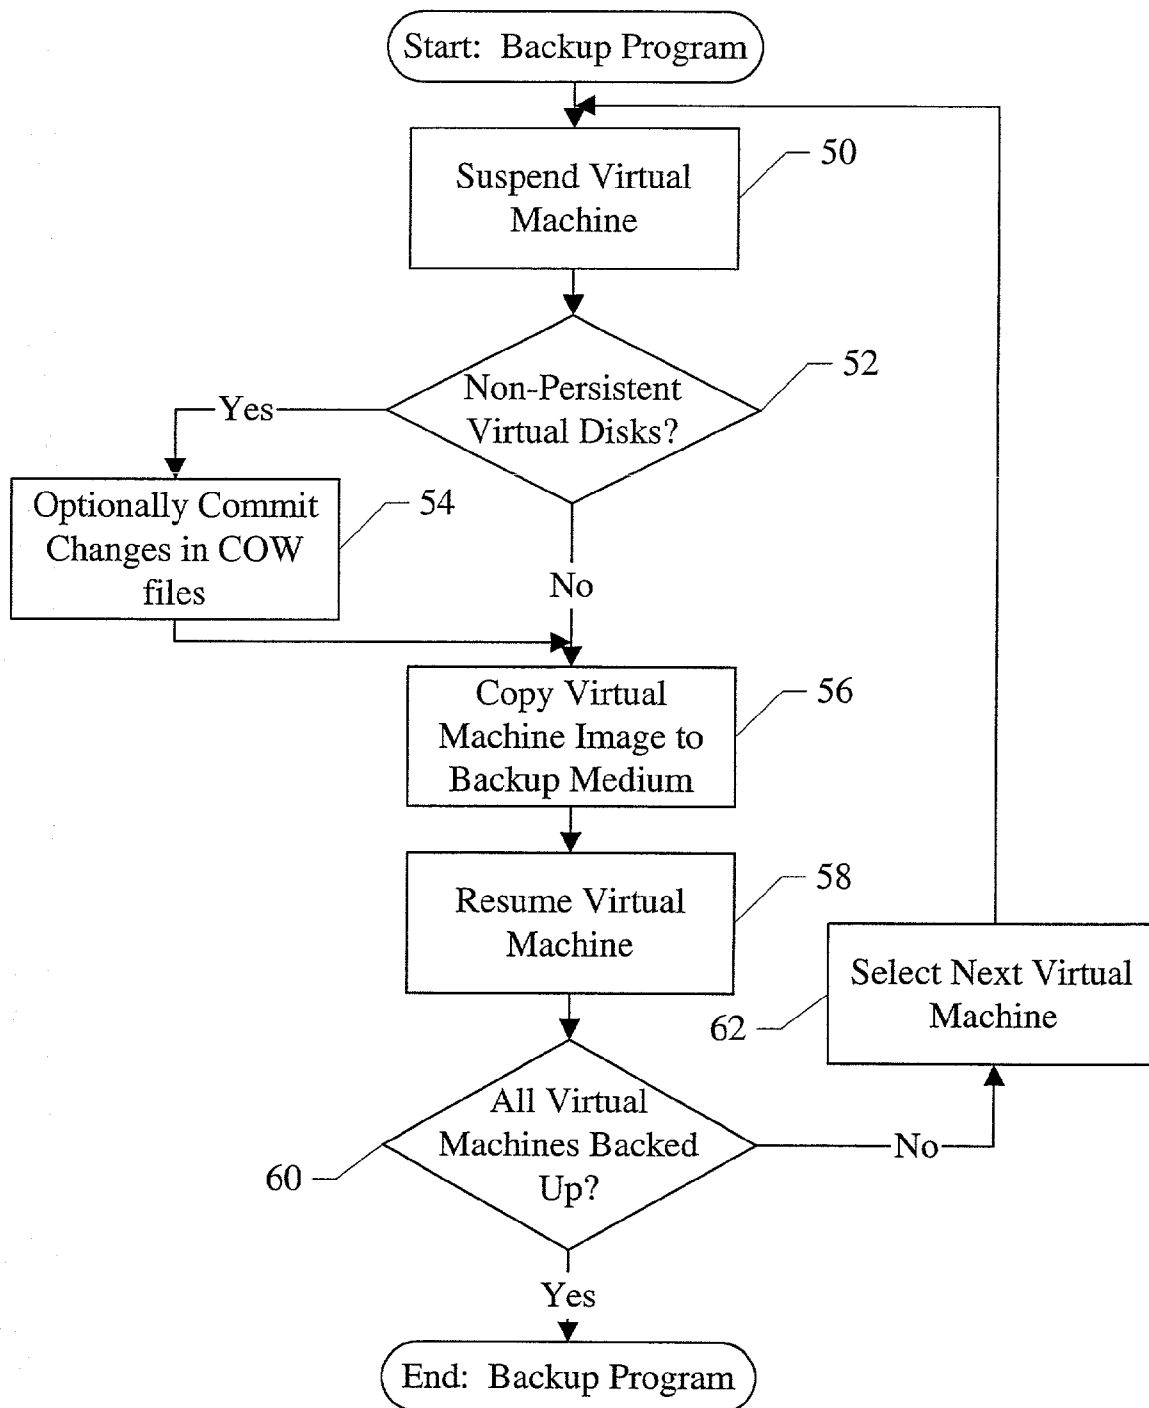 Start: Backup Program
Suspend Virtual
Machine
50
Non-Persistent
Virtual Disks?
52
Yes
Optionally Commit
Changes in COW
files
54
No
Copy Virtual
Machine Image to
Backup Medium
56
Resume Virtual
Machine
58
Select Next Virtual
Machine
62
All Virtual
Machines Backed
Up?
60
No
Yes
End: Backup Program